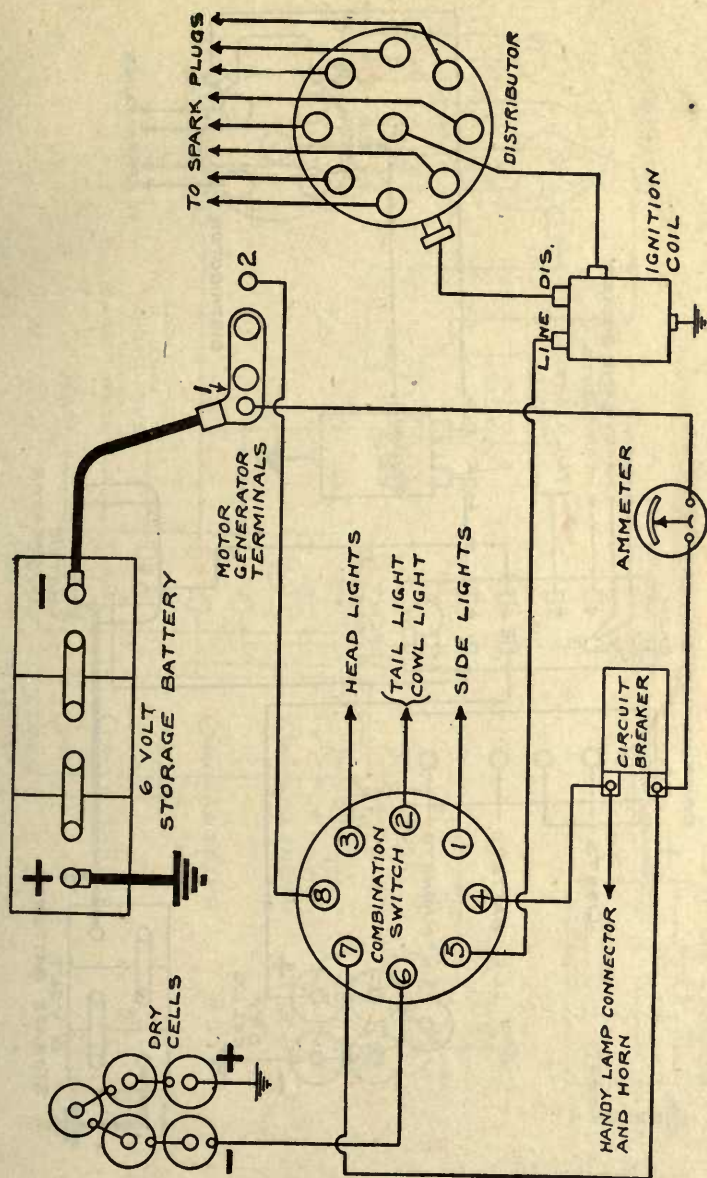 DRY
CELLS
+
−
+
6 VOLT
STORAGE BATTERY
−
MOTOR
GENERATOR
TERMINALS
1
2
TO SPARK PLUGS
DISTRIBUTOR
COMBINATION
SWITCH
7
8
3
6
2
5
4
1
HEAD LIGHTS
TAIL LIGHT
COWL LIGHT
SIDE LIGHTS
LINE
DIS.
IGNITION
COIL
HANDY LAMP CONNECTOR
AND HORN
CIRCUIT
BREAKER
AMMETER